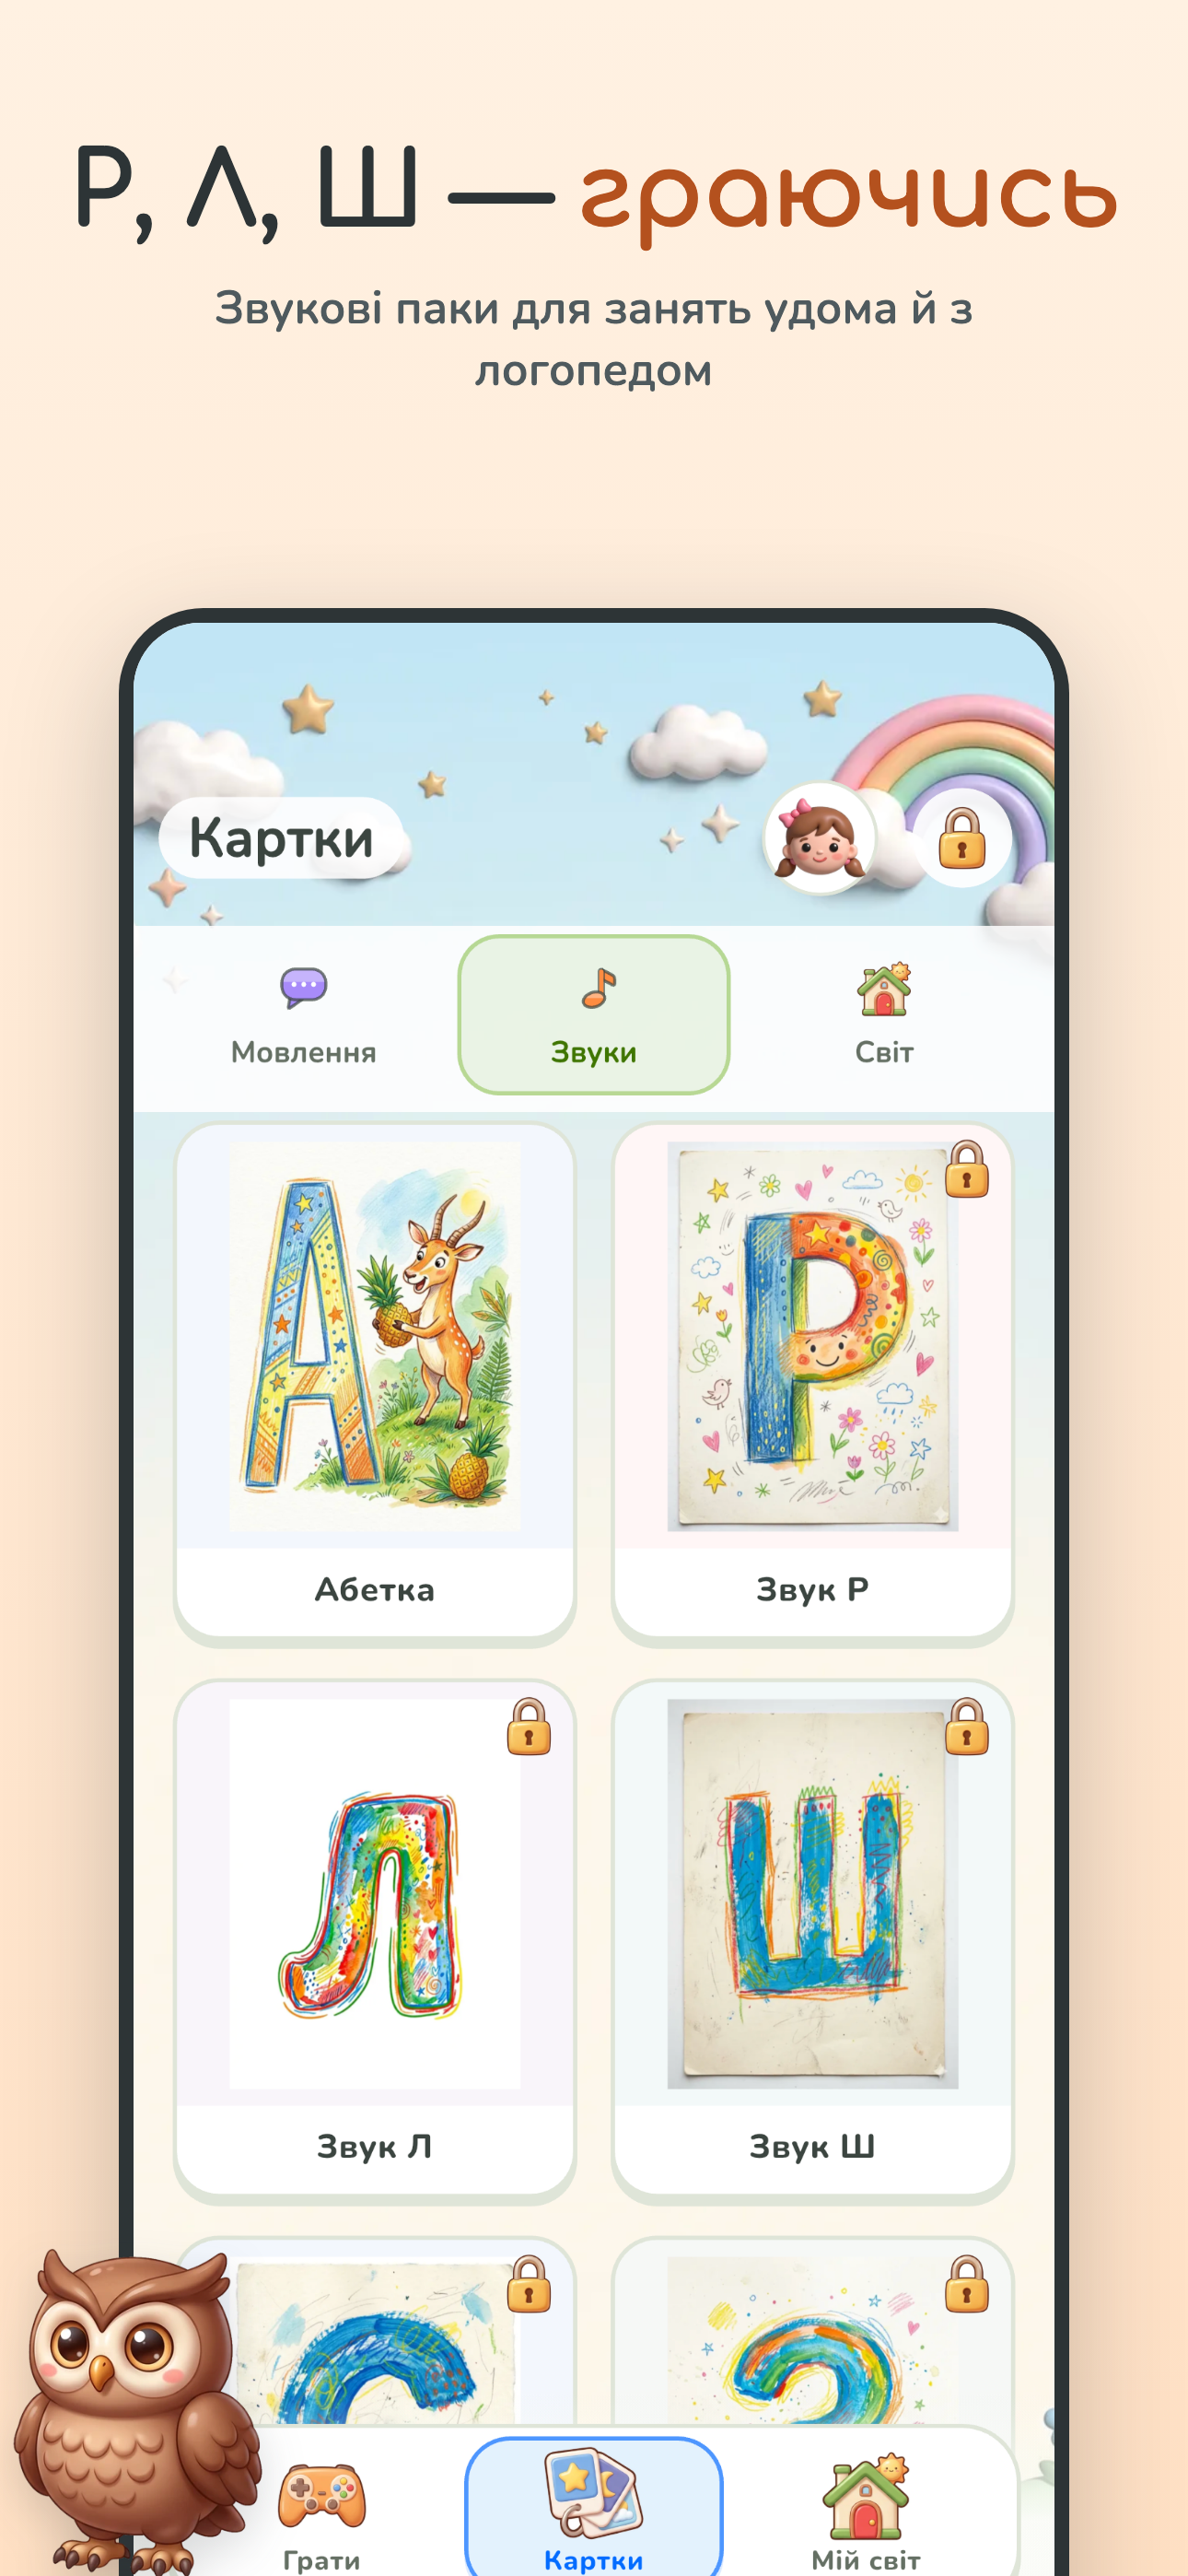 Р, Л, Ш — граючись
Звукові паки для занять удома й з
логопедом
Картки
Мовлення
Звуки
Світ
А
Р
Абетка
Звук Р
Л
Ш
Звук Л
Звук Ш
Грати
Картки
Мій світ